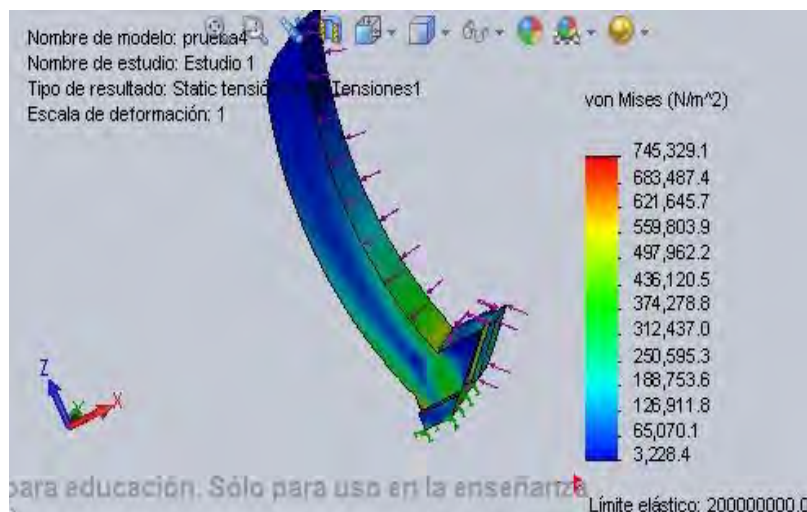 Nombre de modelo: prueba4
Nombre de estudio: Estudio 1
Tipo de resultado: Static tensió Tensiones1
Escala de deformación: 1
von Mises (N/m^2)
745,329.1
683,487.4
621,645.7
559,803.9
497,962.2
436,120.5
374,278.8
312,437.0
250,595.3
188,753.6
126,911.8
65,070.1
3,228.4
Z
Y
X
para educación. Sólo para uso en la enseñanza
Límite elástico: 200000000.0